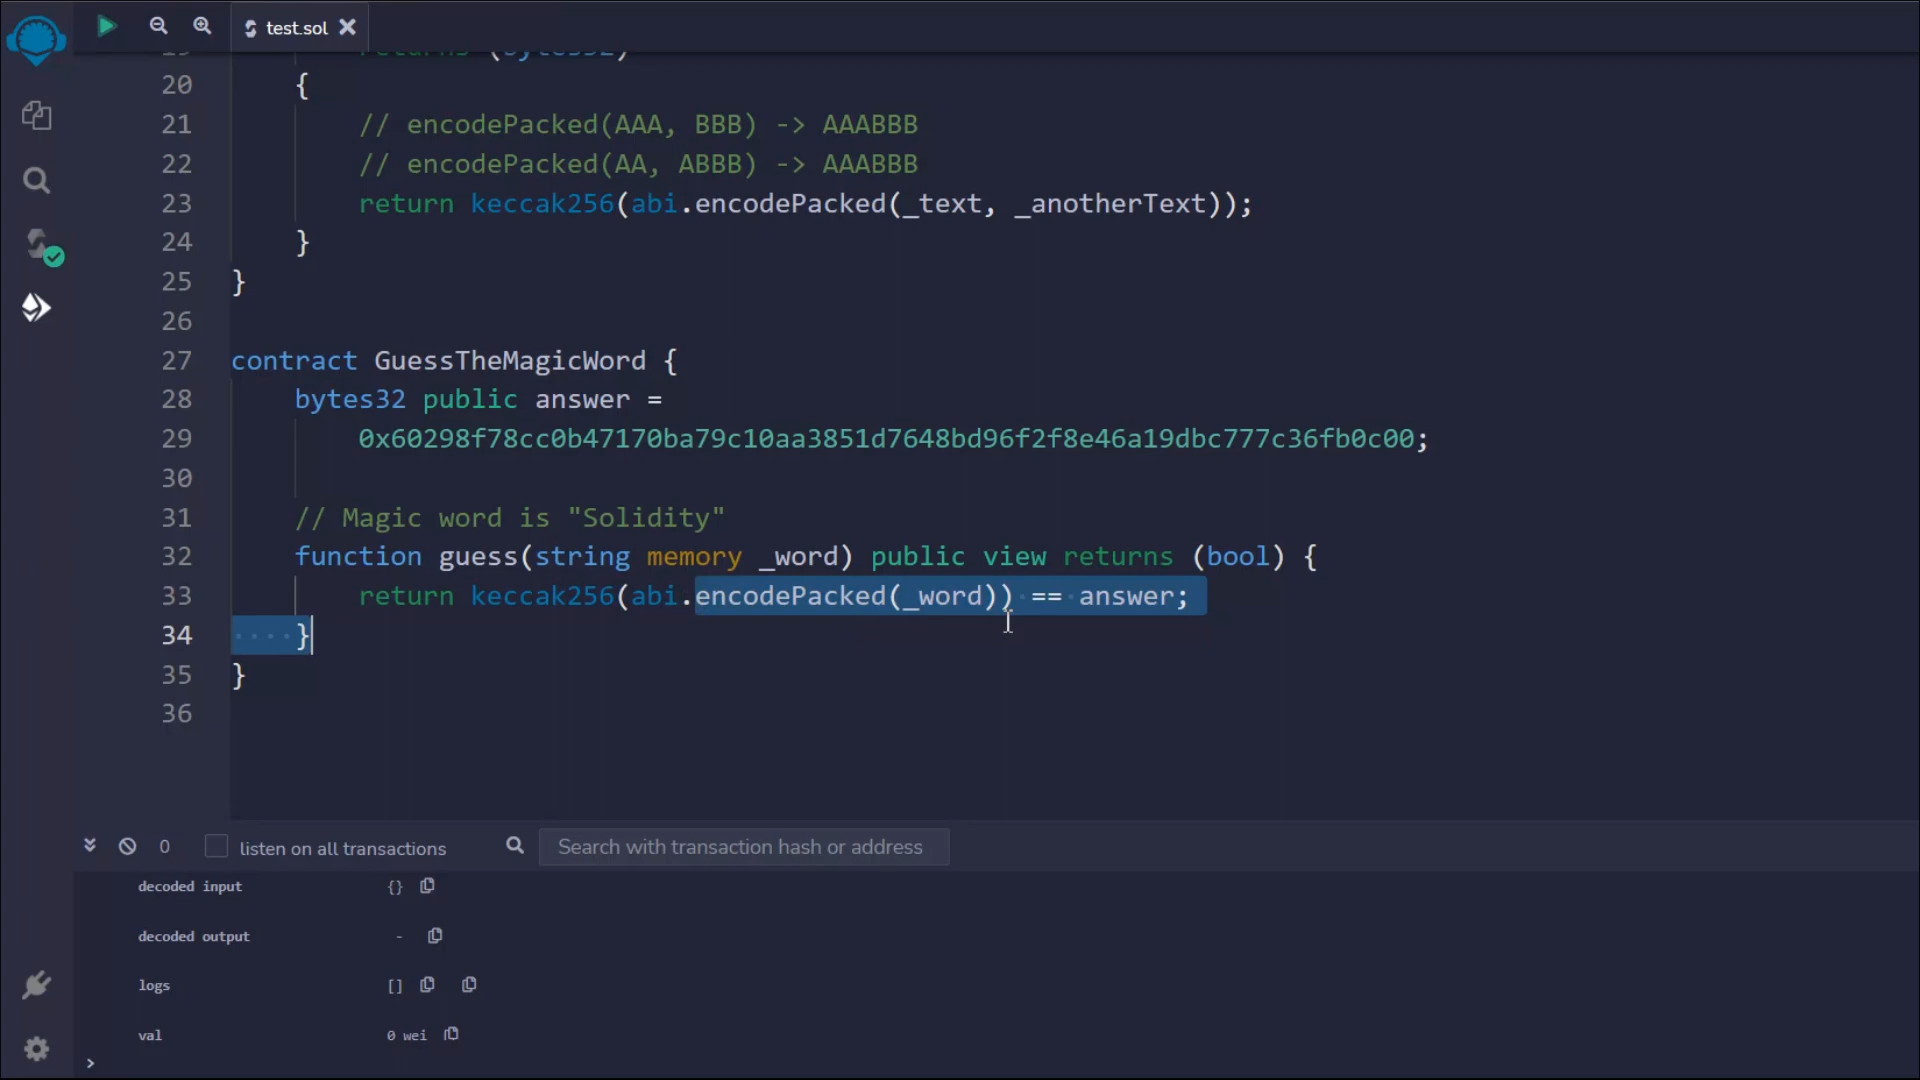 test.sol
19 returns (bytes32)
20 {
21 // encodePacked(AAA, BBB) -> AAABBB
22 // encodePacked(AA, ABBB) -> AAABBB
23 return keccak256(abi.encodePacked(_text, _anotherText));
24 }
25 }
26
27 contract GuessTheMagicWord {
28 bytes32 public answer =
29 0x60298f78cc0b47170ba79c10aa3851d7648bd96f2f8e46a19dbc777c36fb0c00;
30
31 // Magic word is "Solidity"
32 function guess(string memory _word) public view returns (bool) {
33 return keccak256(abi.encodePacked(_word)) == answer;
34 }
35 }
36
0 listen on all transactions Search with transaction hash or address
decoded input {}
decoded output -
logs []
val 0 wei
>